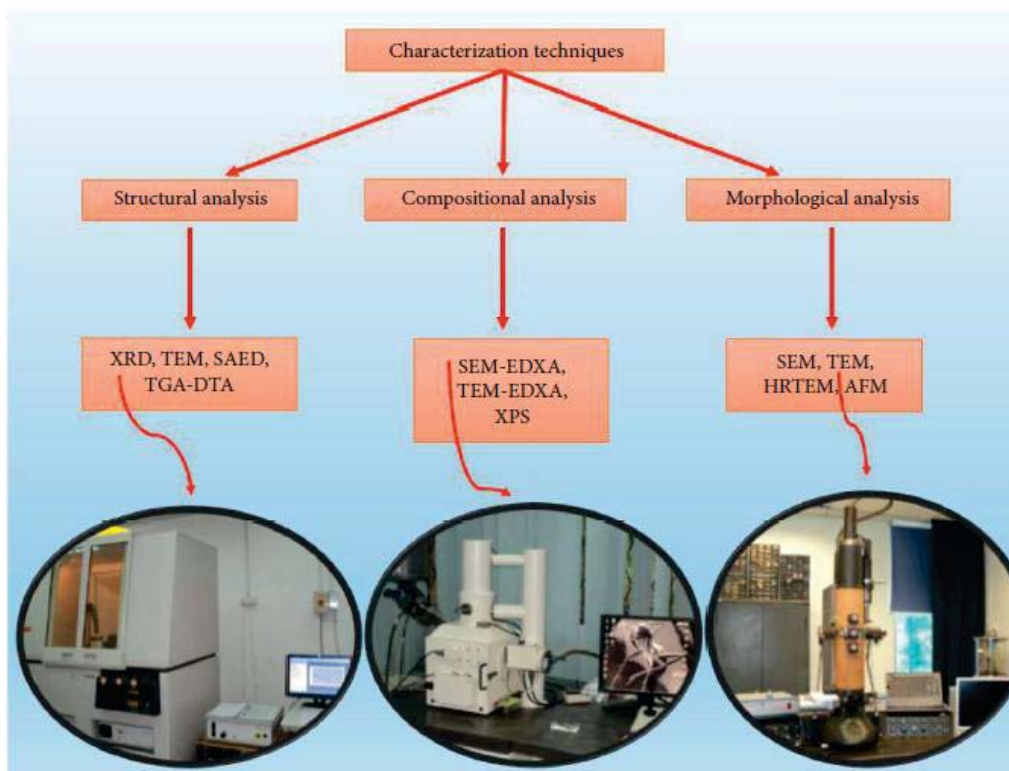 Characterization techniques
Structural analysis
Compositional analysis
Morphological analysis
XRD, TEM, SAED,
TGA-DTA
SEM-EDXA,
TEM-EDXA,
XPS
SEM, TEM,
HRTEM, AFM